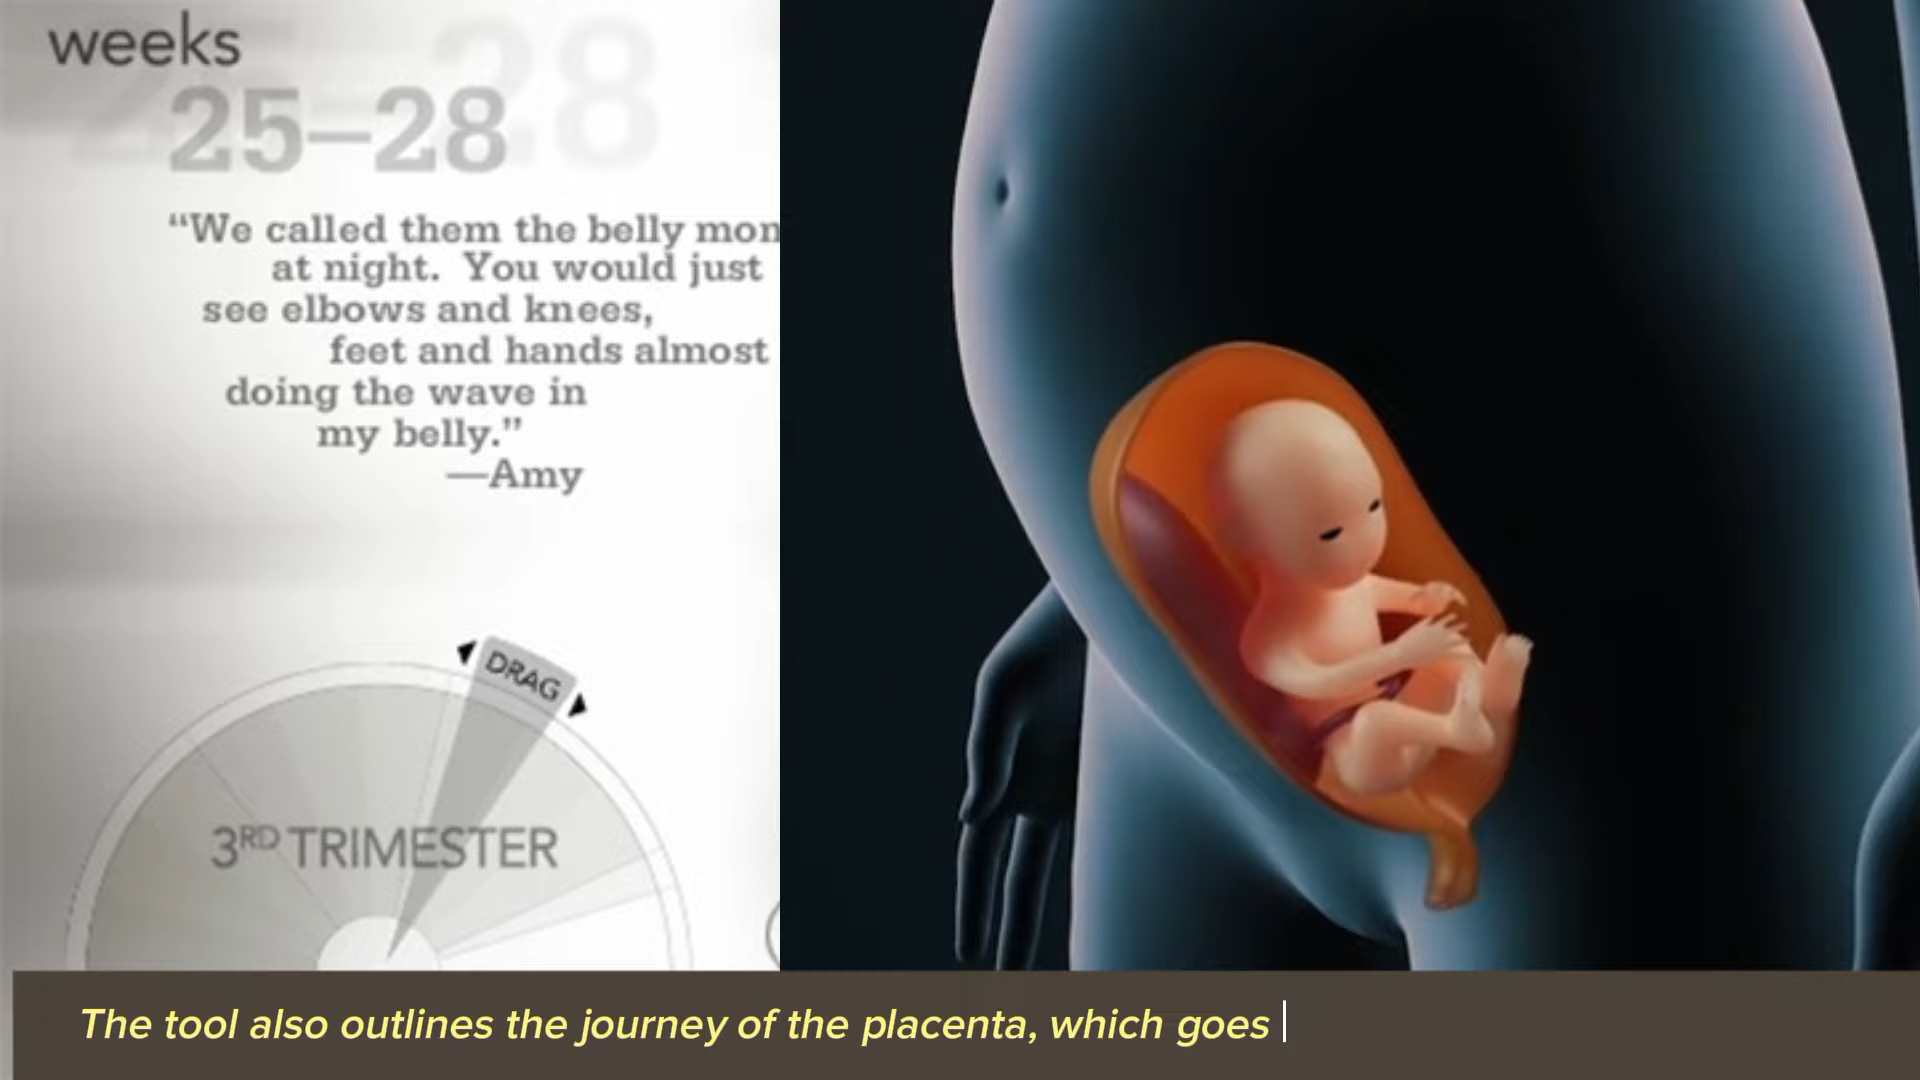 weeks
25–28
“We called them the belly mon
at night. You would just
see elbows and knees,
feet and hands almost
doing the wave in
my belly.”
—Amy
DRAG
3RD TRIMESTER
The tool also outlines the journey of the placenta, which goes